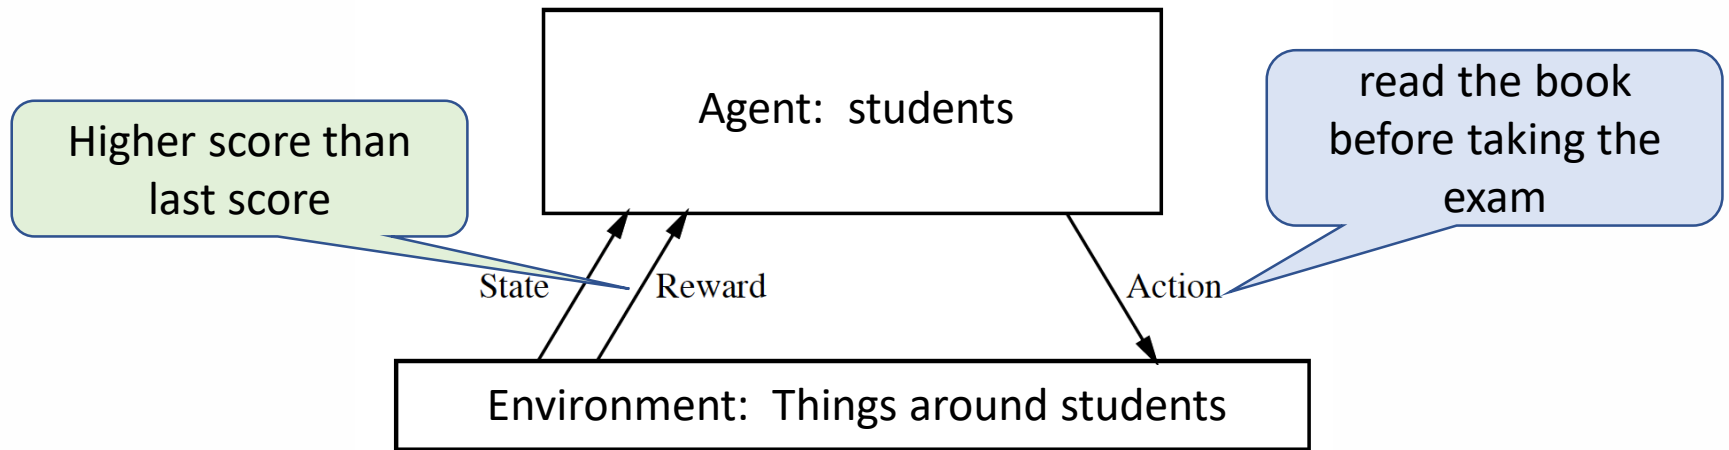 Agent: students
Higher score than
last score
read the book
before taking the
exam
State
Reward
Action
Environment: Things around students